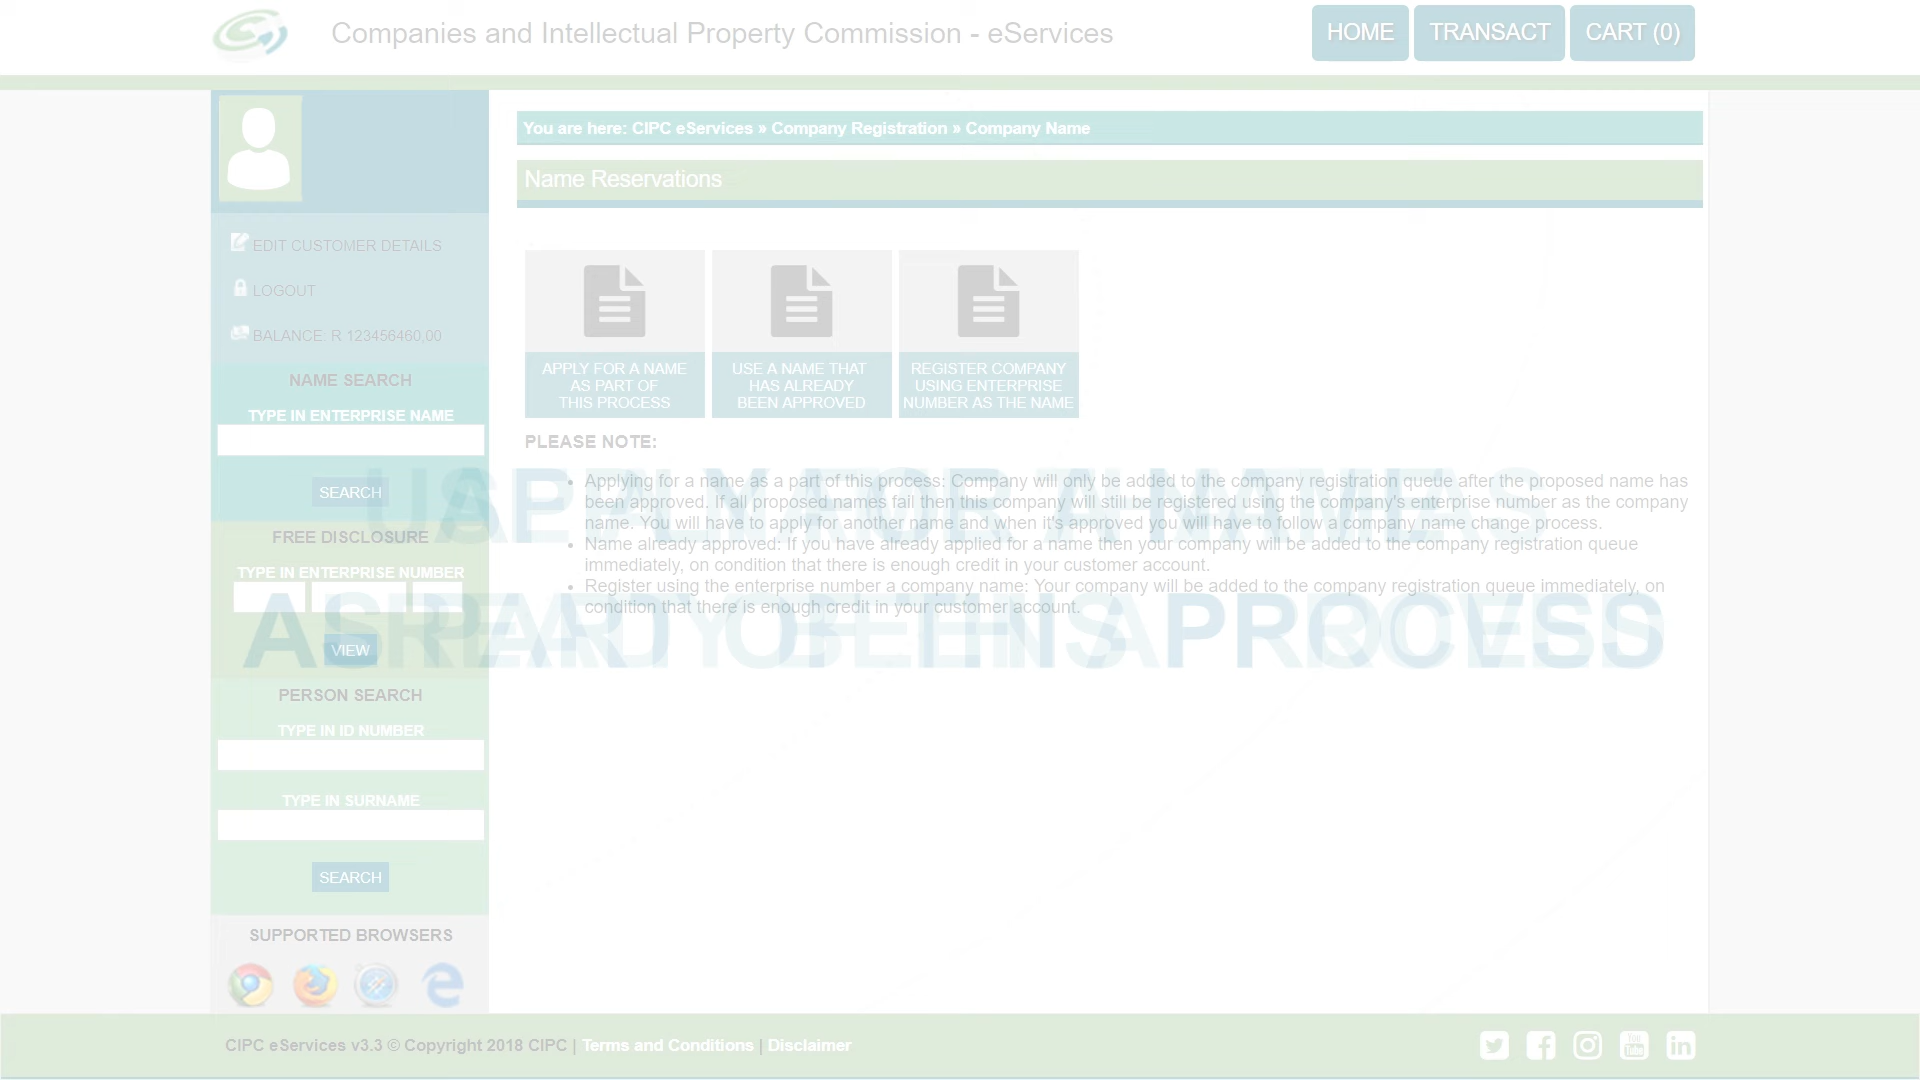 Companies and Intellectual Property Commission - eServices
HOME
TRANSACT
CART (0)
You are here: CIPC eServices » Company Registration » Company Name
Name Reservations
EDIT CUSTOMER DETAILS
LOGOUT
BALANCE: R 123456460,00
NAME SEARCH
TYPE IN ENTERPRISE NAME
SEARCH
FREE DISCLOSURE
TYPE IN ENTERPRISE NUMBER
VIEW
PERSON SEARCH
TYPE IN ID NUMBER
TYPE IN SURNAME
SEARCH
SUPPORTED BROWSERS
APPLY FOR A NAME
AS PART OF
THIS PROCESS
USE A NAME THAT
HAS ALREADY
BEEN APPROVED
REGISTER COMPANY
USING ENTERPRISE
NUMBER AS THE NAME
PLEASE NOTE:
• Applying for a name as a part of this process: Company will only be added to the company registration queue after the proposed name has
been approved. If all proposed names fail then this company will still be registered using the company's enterprise number as the company
name. You will have to apply for another name and when it's approved you will have to follow a company name change process.
• Name already approved: If you have already applied for a name then your company will be added to the company registration queue
immediately, on condition that there is enough credit in your customer account.
• Register using the enterprise number a company name: Your company will be added to the company registration queue immediately, on
condition that there is enough credit in your customer account.
CIPC eServices v3.3 © Copyright 2018 CIPC | Terms and Conditions | Disclaimer